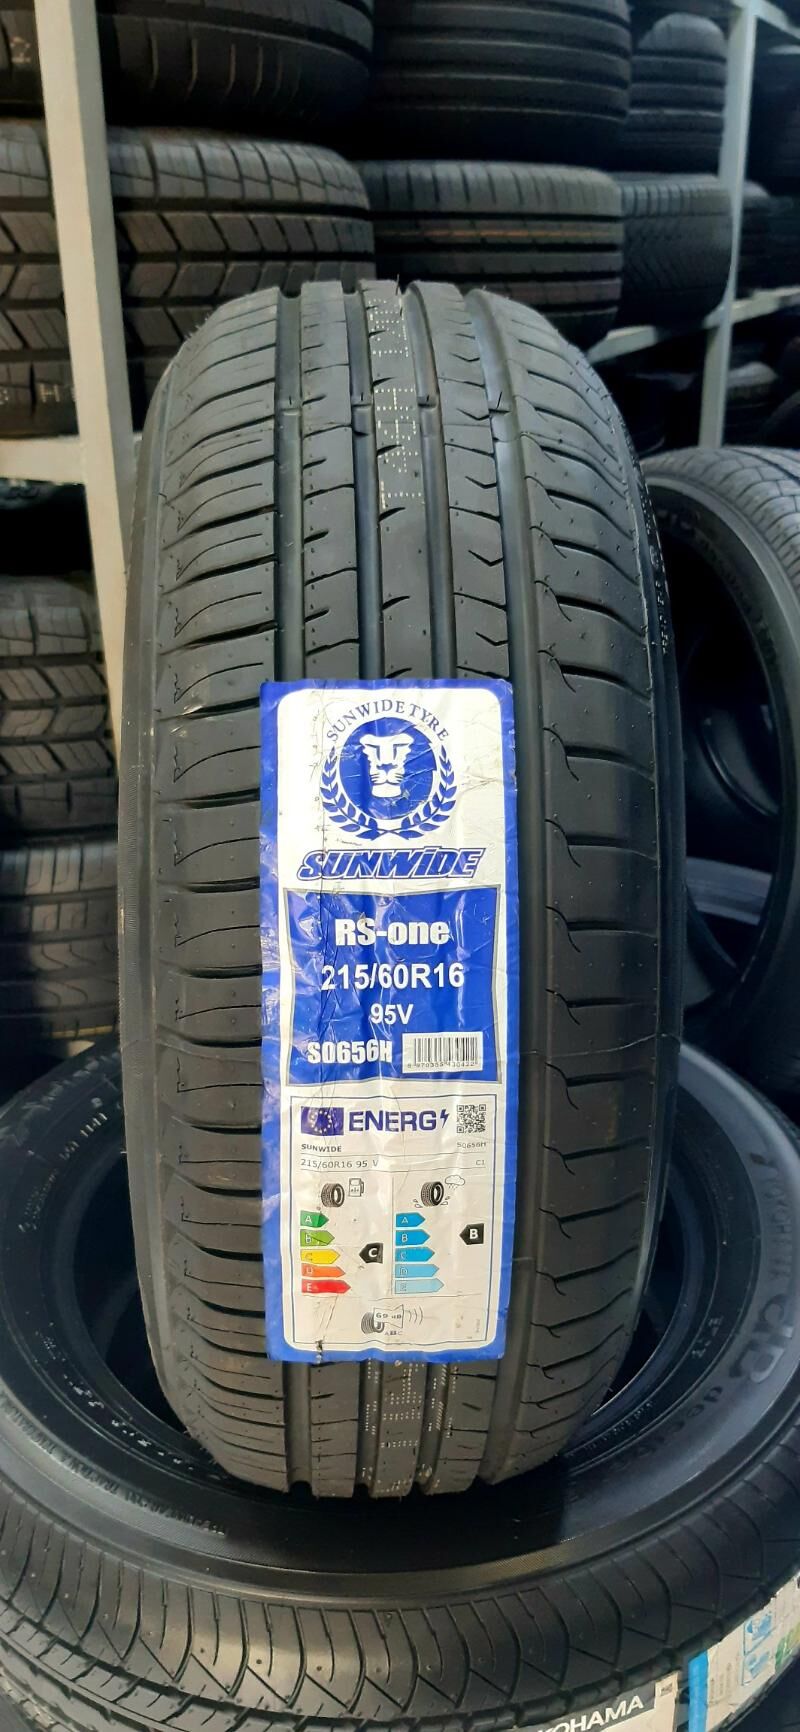 SUNWIDE TYRE
SUNWIDE
RS-one
215/60R16
95V
S0656H
ENERG
SUNWIDE S0656H
215/60R16 95 V C1
A A
B B B
C C C
D D
E E
69 dB
ABC
YOKOHAMA